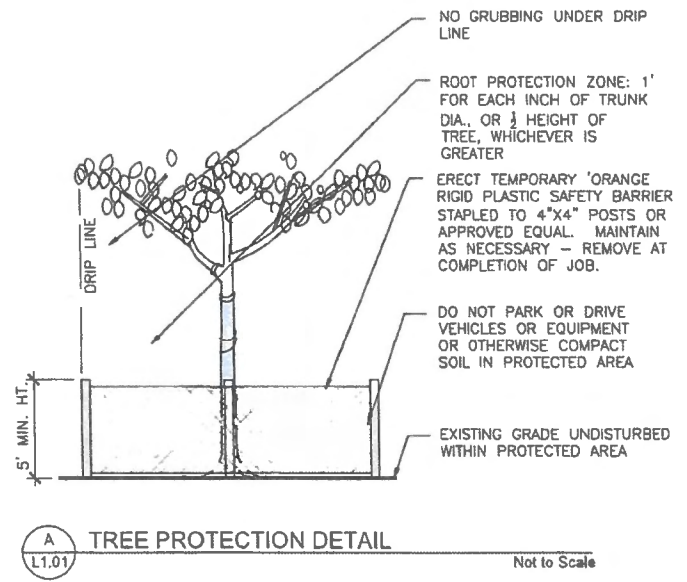 NO GRUBBING UNDER DRIP
LINE
ROOT PROTECTION ZONE: 1'
FOR EACH INCH OF TRUNK
DIA., OR ½ HEIGHT OF
TREE, WHICHEVER IS
GREATER
ERECT TEMPORARY 'ORANGE
RIGID PLASTIC SAFETY BARRIER
STAPLED TO 4"X4" POSTS OR
APPROVED EQUAL. MAINTAIN
AS NECESSARY – REMOVE AT
COMPLETION OF JOB.
DRIP LINE
DO NOT PARK OR DRIVE
VEHICLES OR EQUIPMENT
OR OTHERWISE COMPACT
SOIL IN PROTECTED AREA
5' MIN. HT.
EXISTING GRADE UNDISTURBED
WITHIN PROTECTED AREA
A
L1.01
TREE PROTECTION DETAIL
Not to Scale